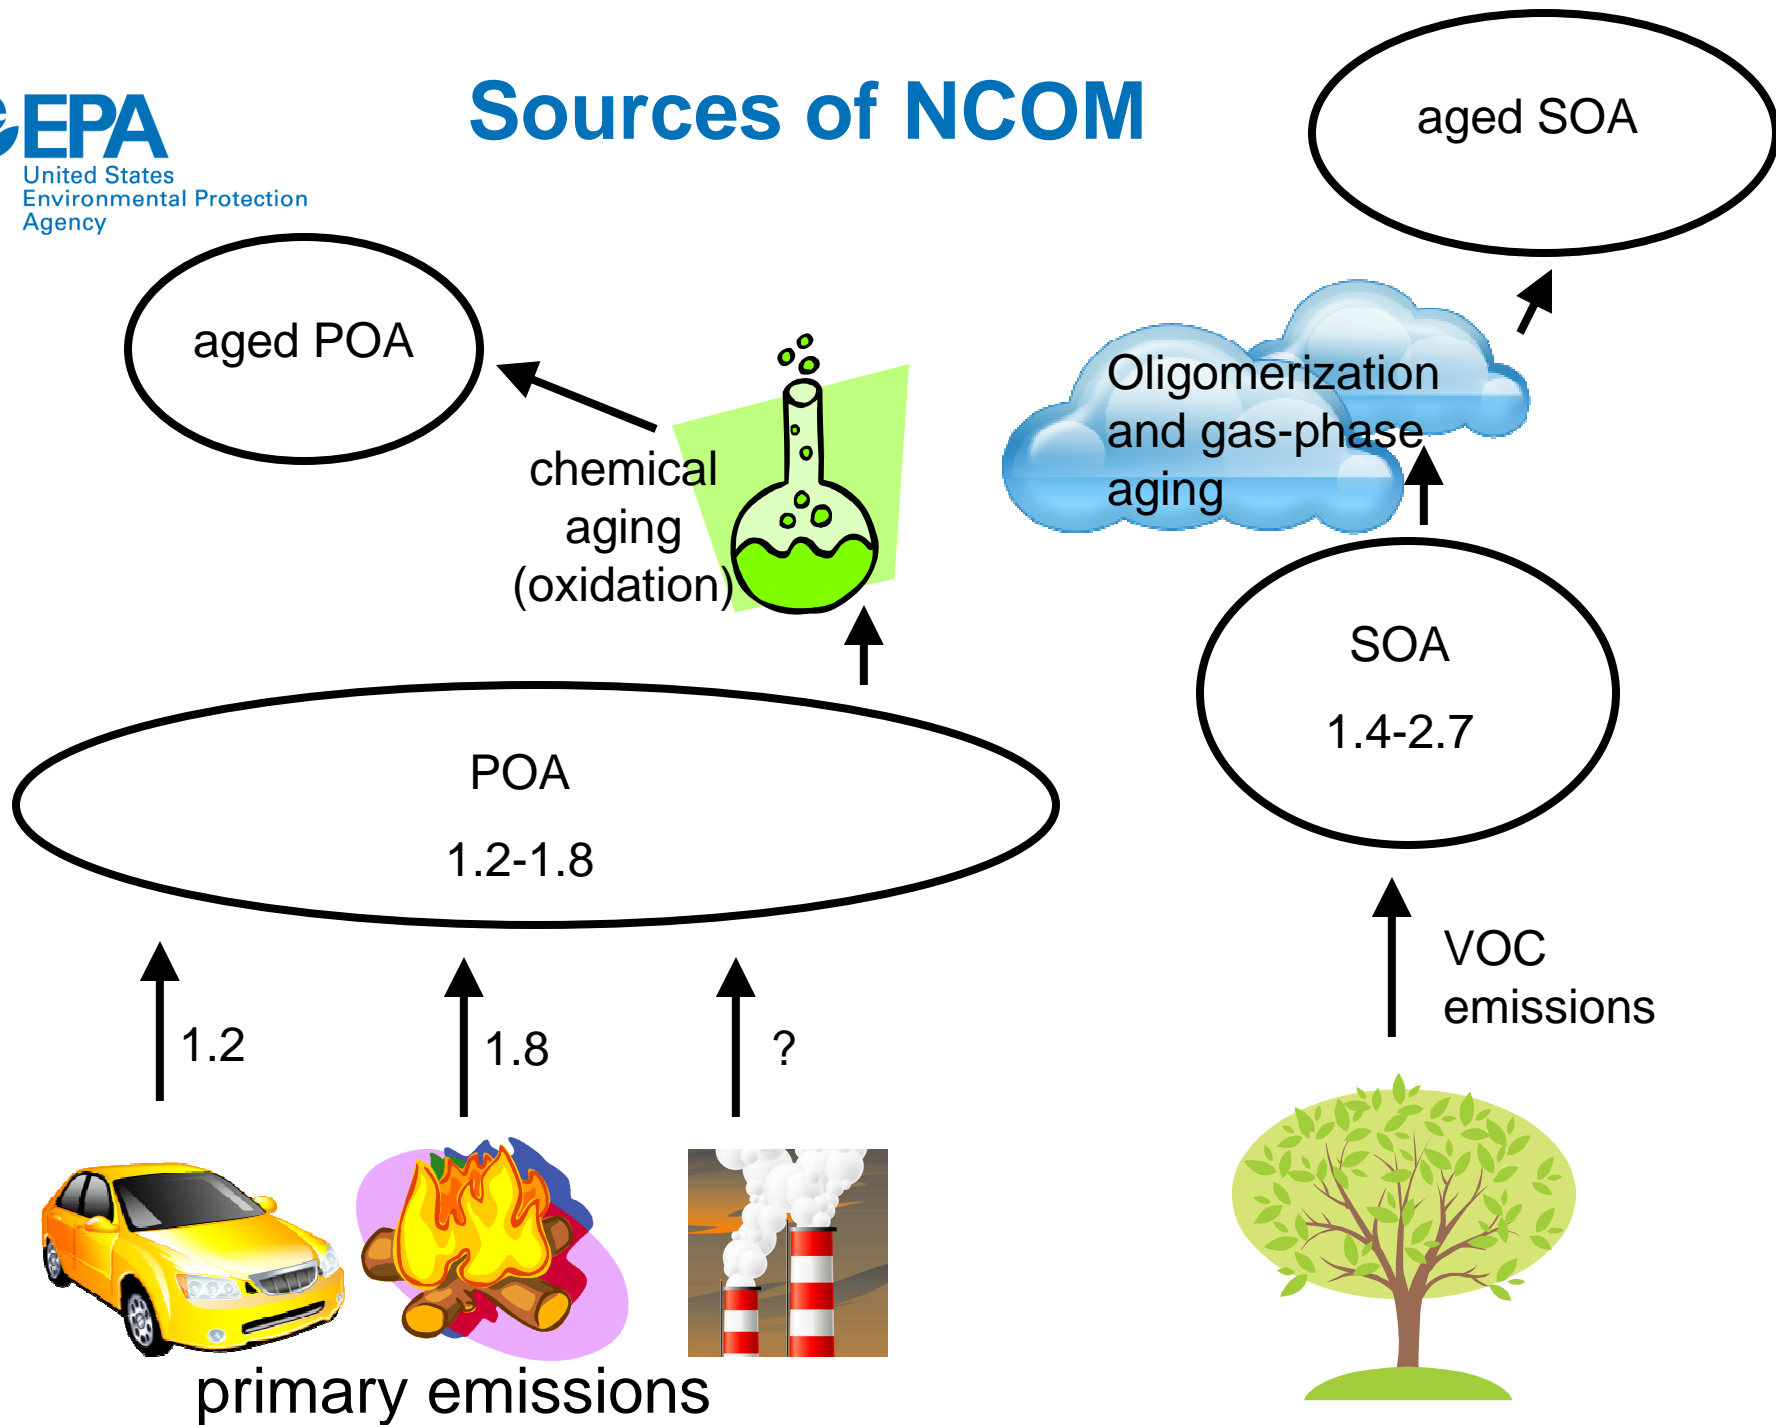 EPA
United States
Environmental Protection
Agency
Sources of NCOM
aged SOA
aged POA
chemical
aging
(oxidation)
Oligomerization
and gas-phase
aging
SOA
1.4-2.7
POA
1.2-1.8
VOC
emissions
1.2
1.8
?
primary emissions